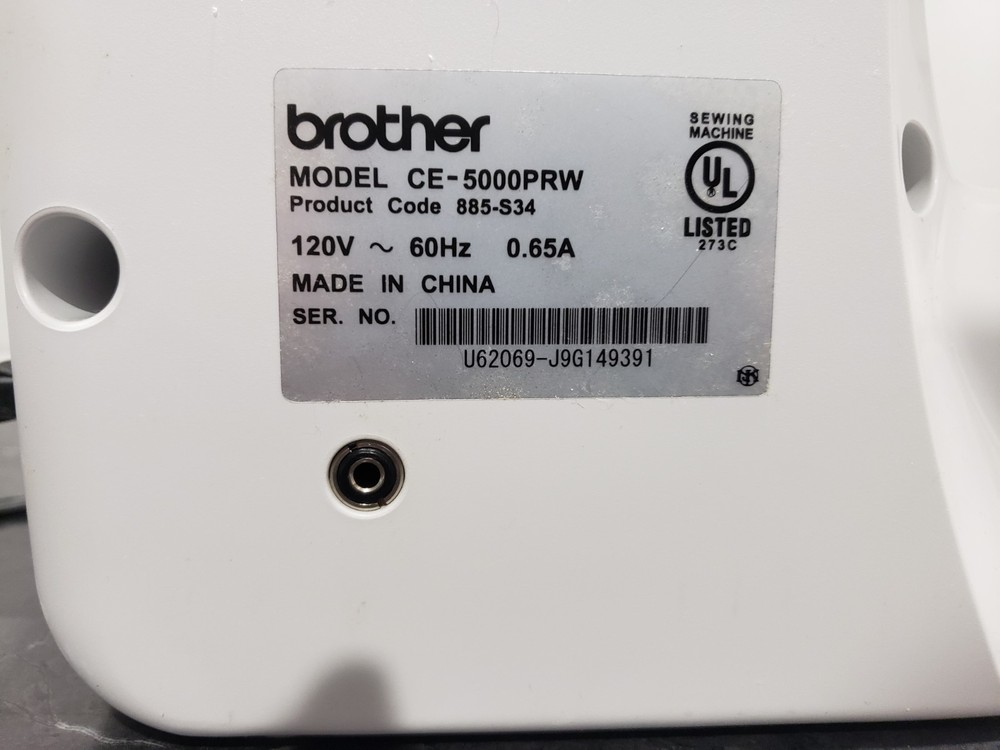 brother
MODEL CE-5000PRW
Product Code 885-S34
120V ~ 60Hz 0.65A
MADE IN CHINA
SER. NO.
U62069-J9G149391
SEWING
MACHINE
UL
®
LISTED
273C